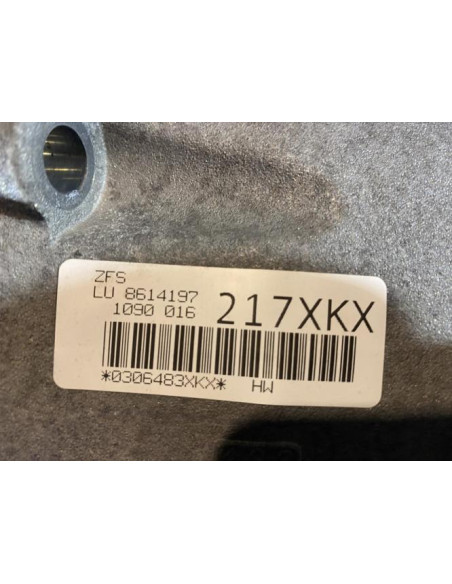 ZFS
LU 8614197
1090 016 217XKX
*0306483XKX* HW